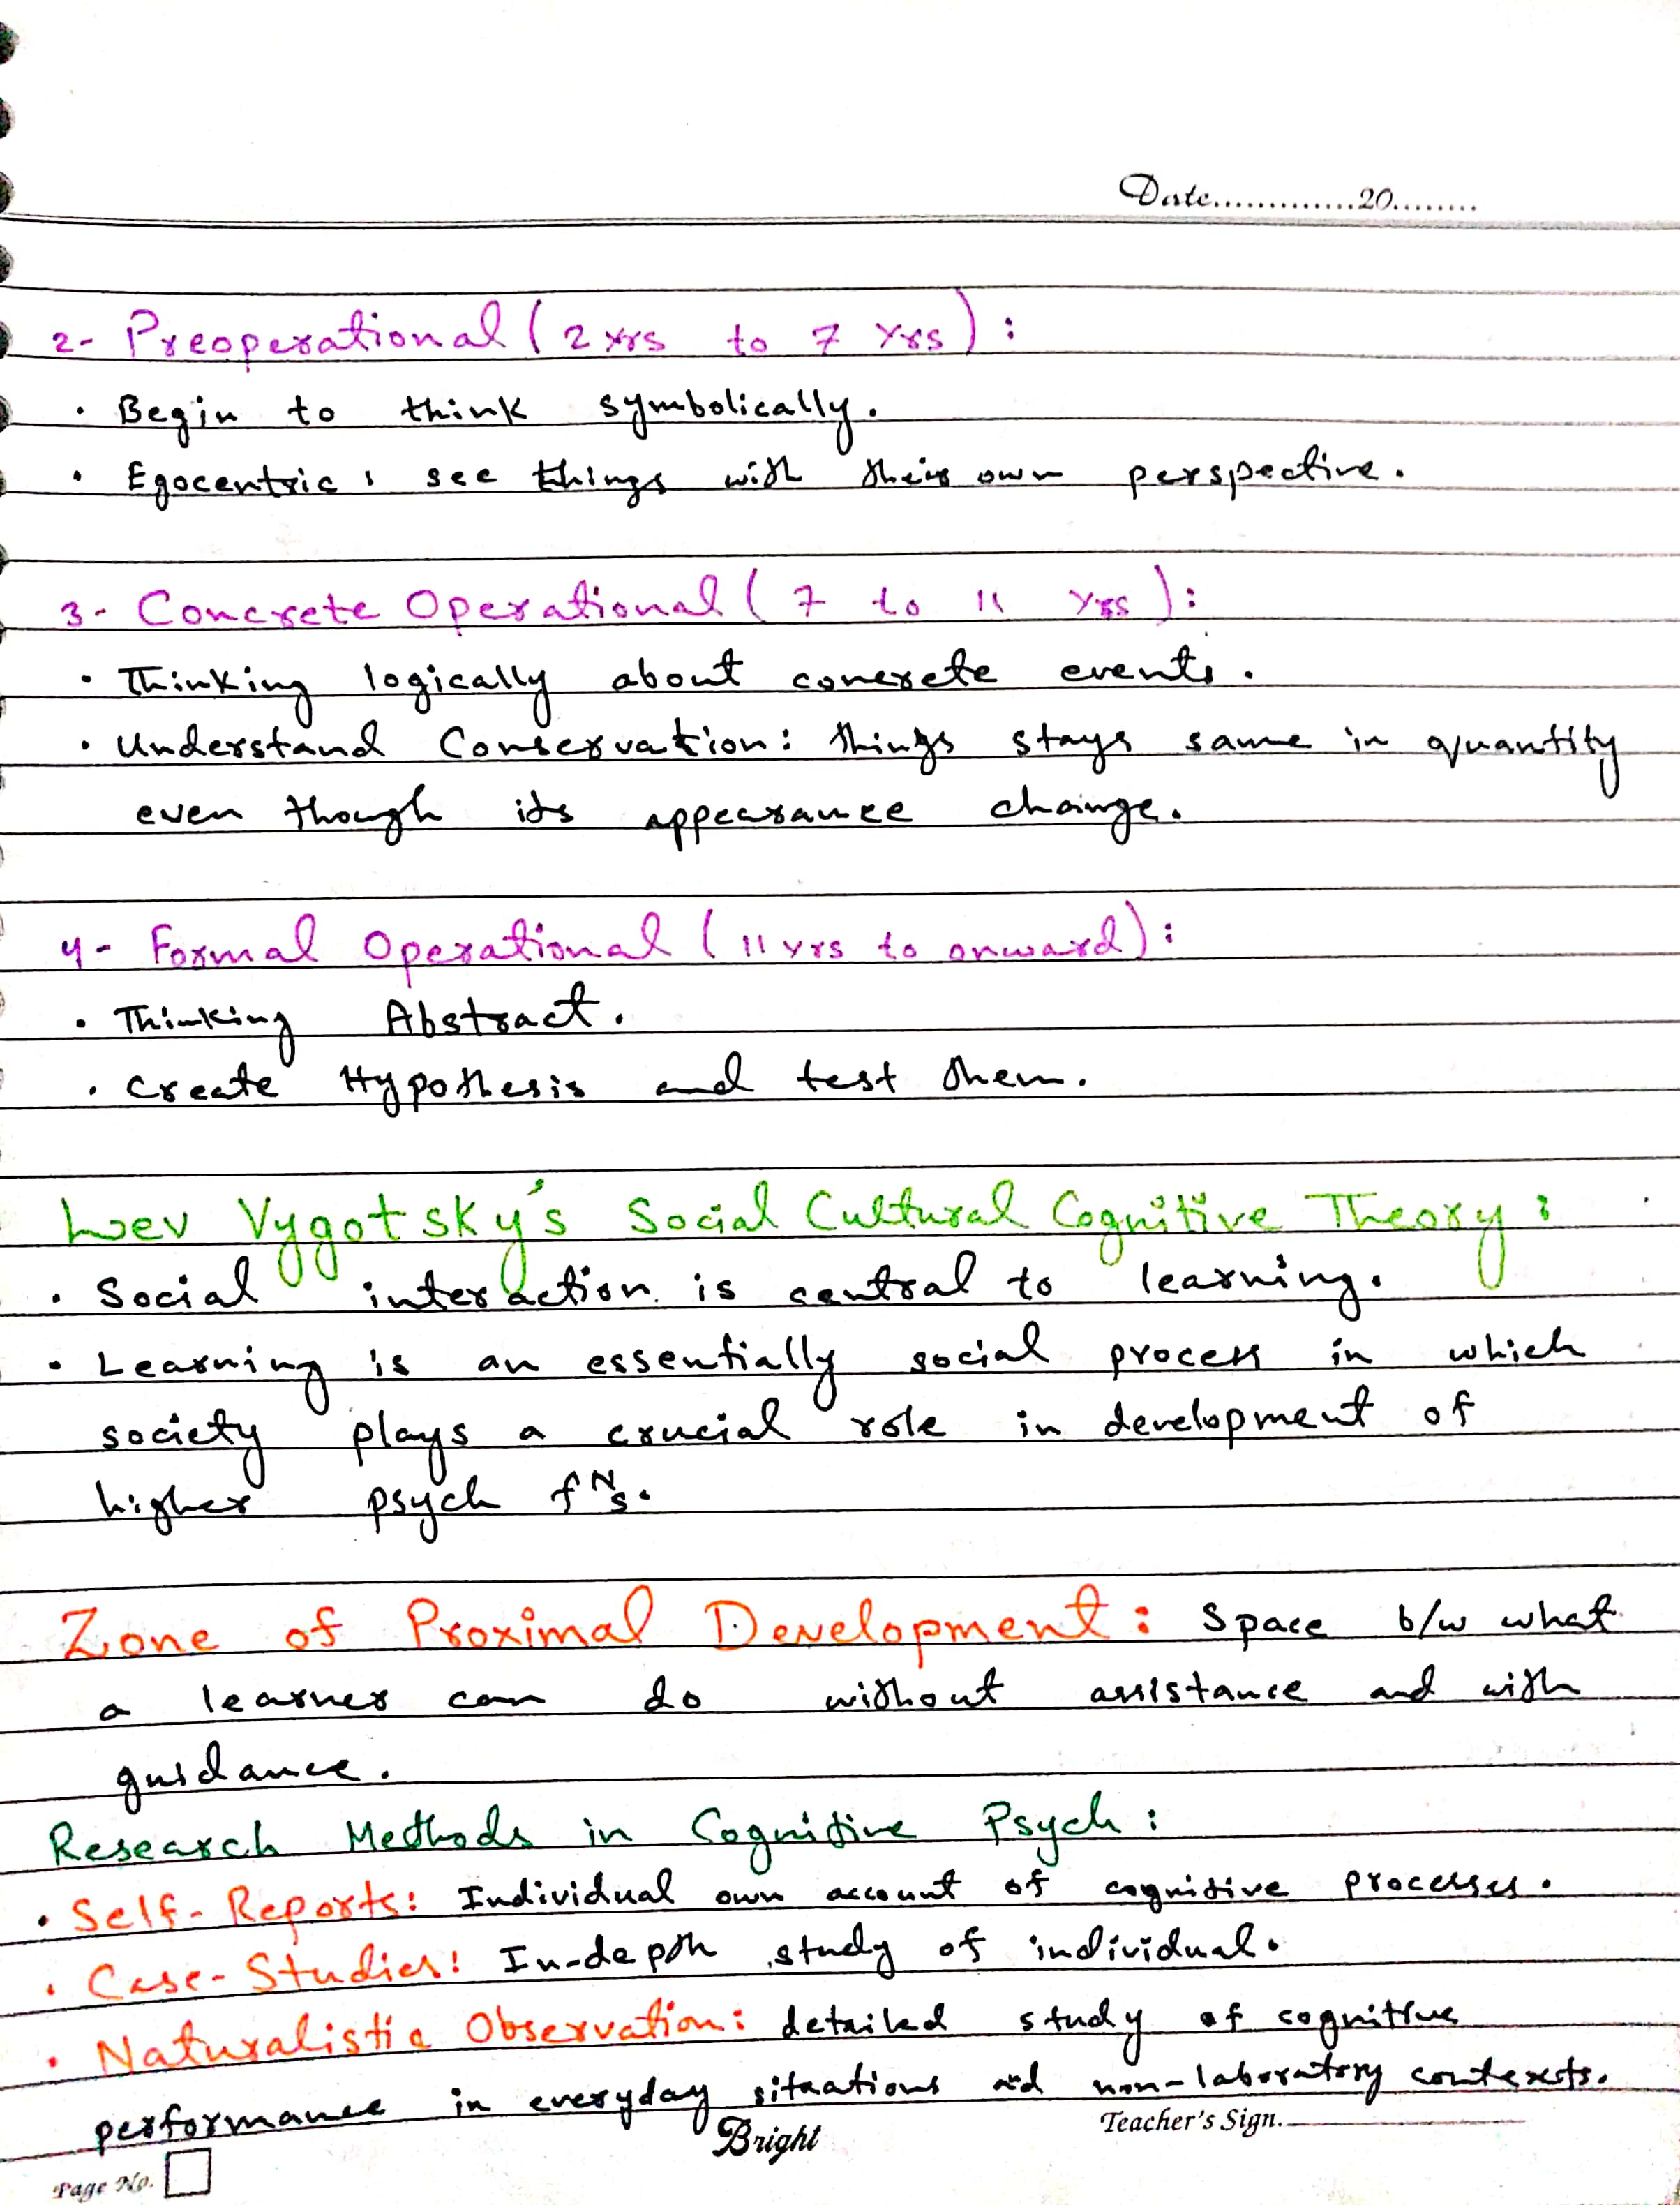 Date..............20.........
2- Preoperational (2 yrs to 7 yrs):
• Begin to think symbolically.
• Egocentric: see things with their own perspective.
3- Concrete Operational (7 to 11 yrs):
• Thinking logically about concrete events.
• Understand Conservation: things stays same in quantity
even though its appearance change.
4- Formal Operational (11 yrs to onward):
• Thinking Abstract.
• Create Hypothesis and test them.
Lev Vygotsky's Social Cultural Cognitive Theory:
• Social interaction is central to learning.
• Learning is an essentially social process in which
society plays a crucial role in development of
higher psych fNs.
Zone of Proximal Development: Space b/w what
a learner can do without assistance and with
guidance.
Research Methods in Cognitive Psych:
• Self-Reports: Individual own account of cognitive processes.
• Case-Studies: In-depth study of individual.
• Naturalistic Observation: detailed study of cognitive
performance in everyday situations and non-laboratory contexts.
Bright
Teacher's Sign.
Page No.